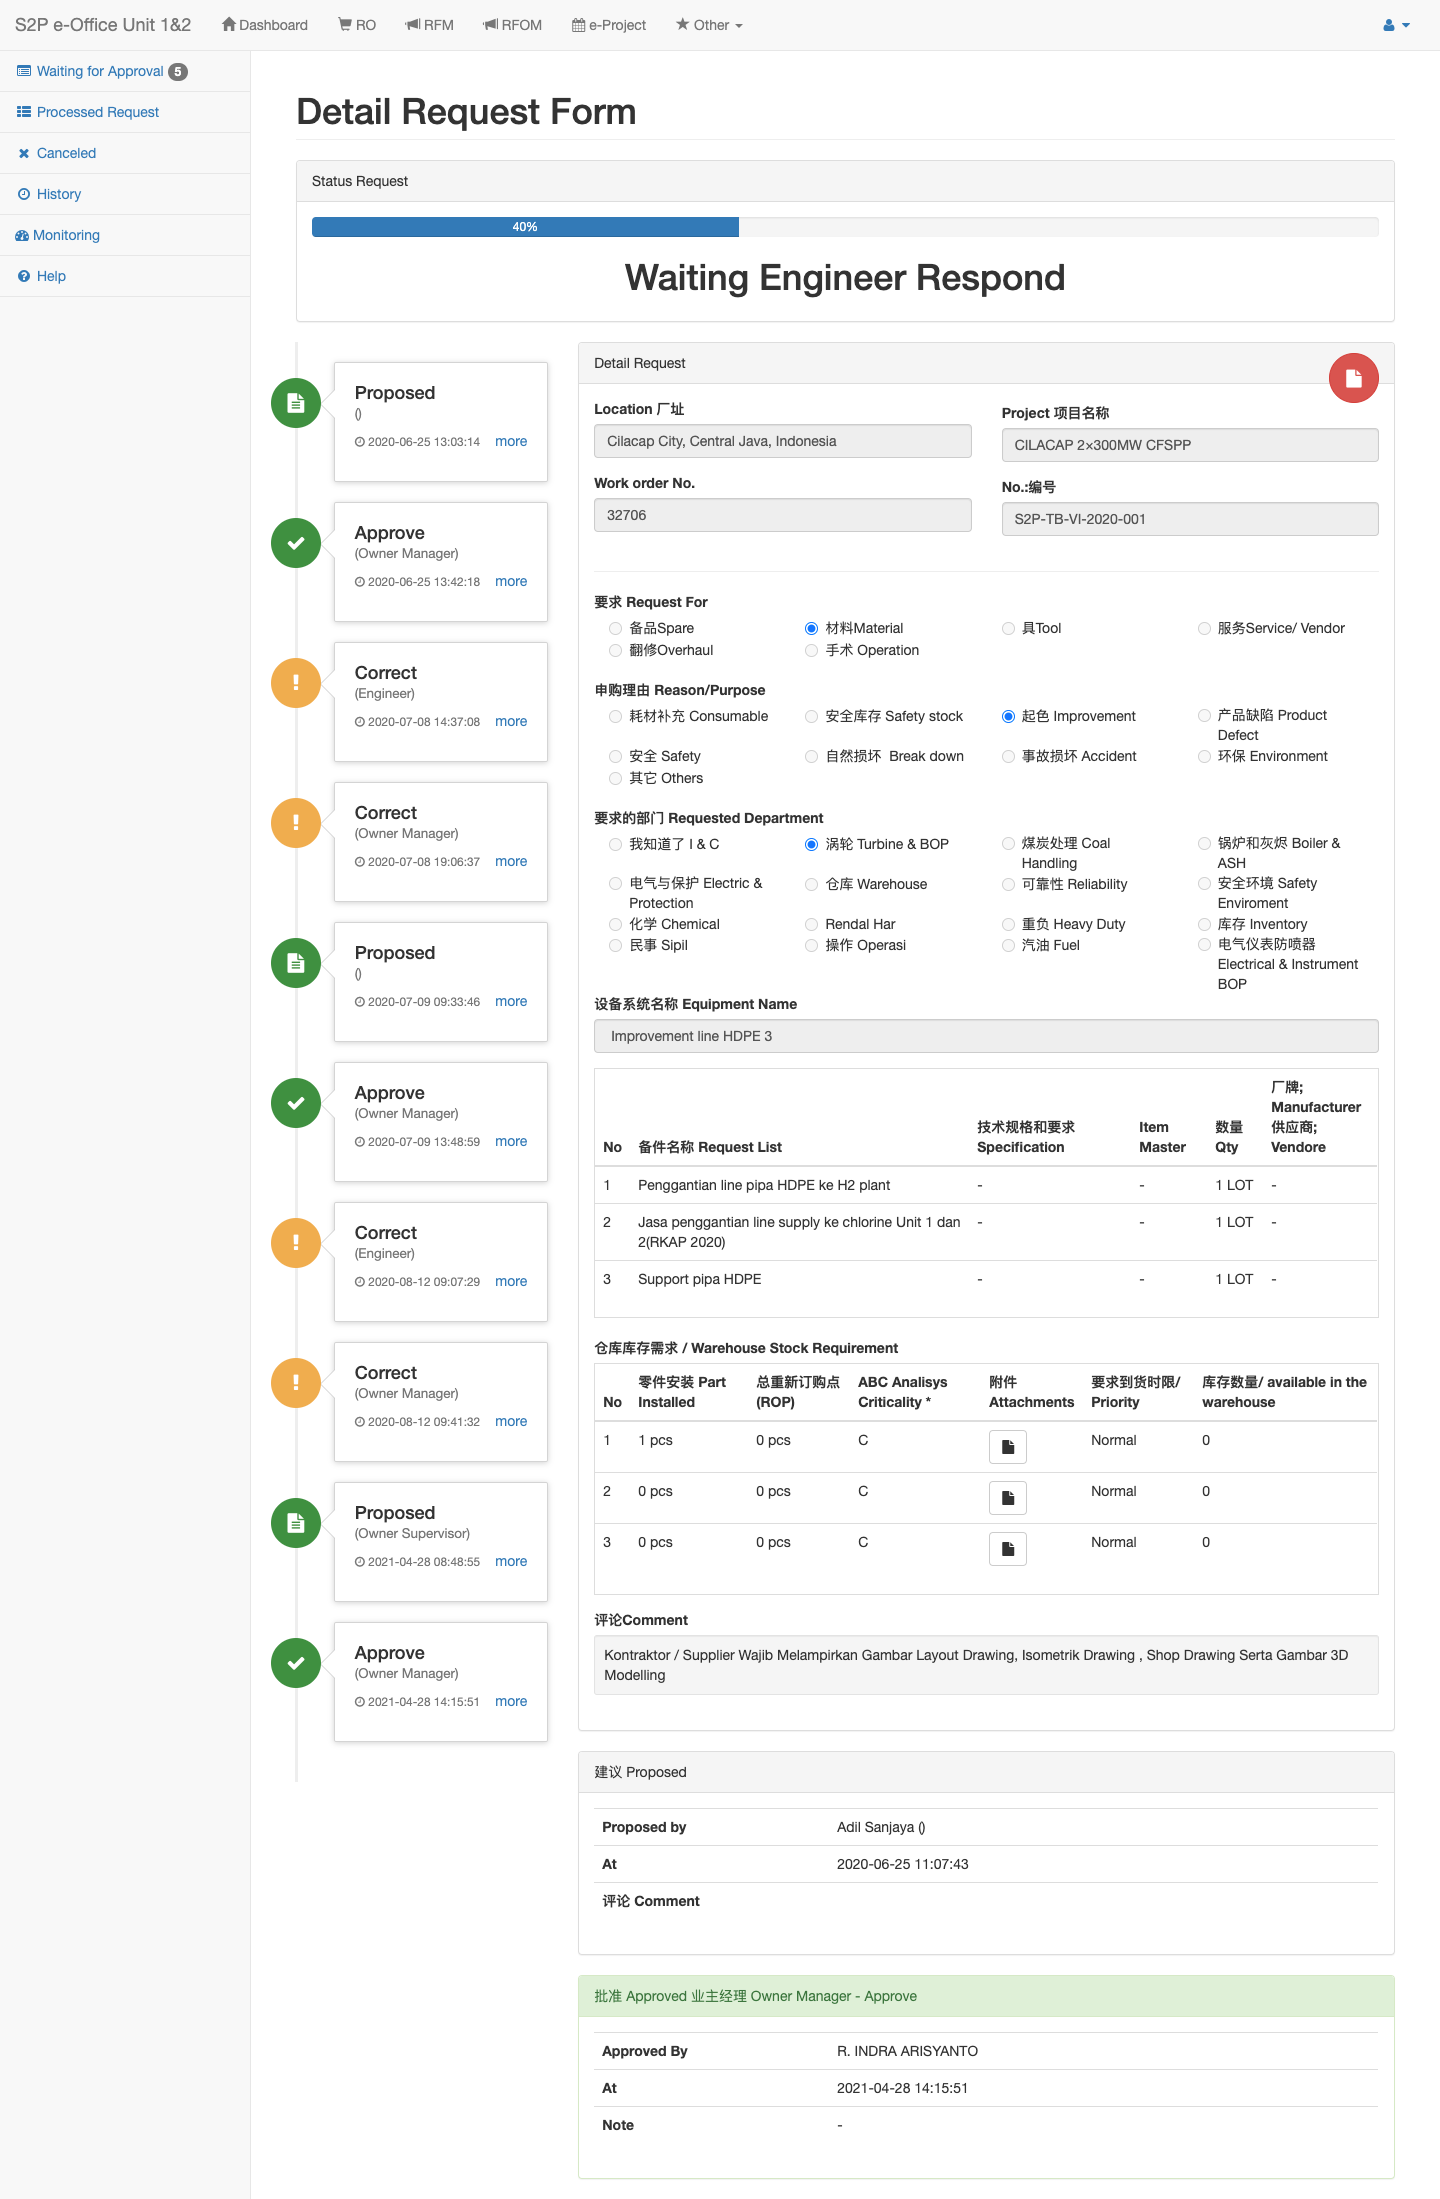 S2P e-Office Unit 1&2
Dashboard
RO
RFM
RFOM
e-Project
Other
Waiting for Approval 5
Processed Request
Canceled
History
Monitoring
Help
Detail Request Form
Status Request
40%
Waiting Engineer Respond
Proposed
()
2020-06-25 13:03:14 more
Approve
(Owner Manager)
2020-06-25 13:42:18 more
Correct
(Engineer)
2020-07-08 14:37:08 more
Correct
(Owner Manager)
2020-07-08 19:06:37 more
Proposed
()
2020-07-09 09:33:46 more
Approve
(Owner Manager)
2020-07-09 13:48:59 more
Correct
(Engineer)
2020-08-12 09:07:29 more
Correct
(Owner Manager)
2020-08-12 09:41:32 more
Proposed
(Owner Supervisor)
2021-04-28 08:48:55 more
Approve
(Owner Manager)
2021-04-28 14:15:51 more
Detail Request
Location 厂址
Cilacap City, Central Java, Indonesia
Project 项目名称
CILACAP 2×300MW CFSPP
Work order No.
32706
No.:编号
S2P-TB-VI-2020-001
要求 Request For
备品Spare
材料Material
具Tool
服务Service/ Vendor
翻修Overhaul
手术 Operation
申购理由 Reason/Purpose
耗材补充 Consumable
安全库存 Safety stock
起色 Improvement
产品缺陷 Product
Defect
安全 Safety
自然损坏 Break down
事故损坏 Accident
环保 Environment
其它 Others
要求的部门 Requested Department
我知道了 I & C
涡轮 Turbine & BOP
煤炭处理 Coal
Handling
锅炉和灰烬 Boiler &
ASH
电气与保护 Electric &
Protection
仓库 Warehouse
可靠性 Reliability
安全环境 Safety
Enviroment
化学 Chemical
Rendal Har
重负 Heavy Duty
库存 Inventory
民事 Sipil
操作 Operasi
汽油 Fuel
电气仪表防喷器
Electrical & Instrument
BOP
设备系统名称 Equipment Name
Improvement line HDPE 3
No
备件名称 Request List
技术规格和要求
Specification
Item
Master
数量
Qty
厂牌;
Manufacturer
供应商;
Vendore
1 Penggantian line pipa HDPE ke H2 plant - - 1 LOT -
2 Jasa penggantian line supply ke chlorine Unit 1 dan - - 1 LOT -
2(RKAP 2020)
3 Support pipa HDPE - - 1 LOT -
仓库库存需求 / Warehouse Stock Requirement
No
零件安装 Part
Installed
总重新订购点
(ROP)
ABC Analisys
Criticality *
附件
Attachments
要求到货时限/
Priority
库存数量/ available in the
warehouse
1 1 pcs 0 pcs C Normal 0
2 0 pcs 0 pcs C Normal 0
3 0 pcs 0 pcs C Normal 0
评论Comment
Kontraktor / Supplier Wajib Melampirkan Gambar Layout Drawing, Isometrik Drawing , Shop Drawing Serta Gambar 3D
Modelling
建议 Proposed
Proposed by Adil Sanjaya ()
At 2020-06-25 11:07:43
评论 Comment
批准 Approved 业主经理 Owner Manager - Approve
Approved By R. INDRA ARISYANTO
At 2021-04-28 14:15:51
Note -